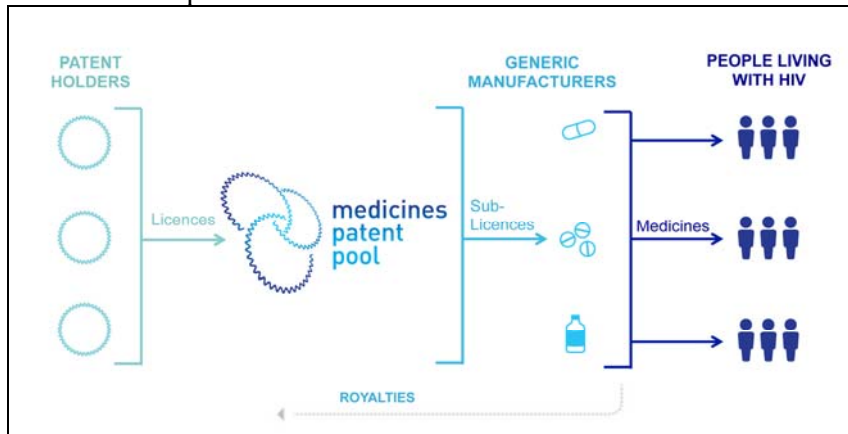 PATENT
HOLDERS
GENERIC
MANUFACTURERS
PEOPLE LIVING
WITH HIV
Licences
medicines
patent
pool
Sub-
Licences
Medicines
ROYALTIES